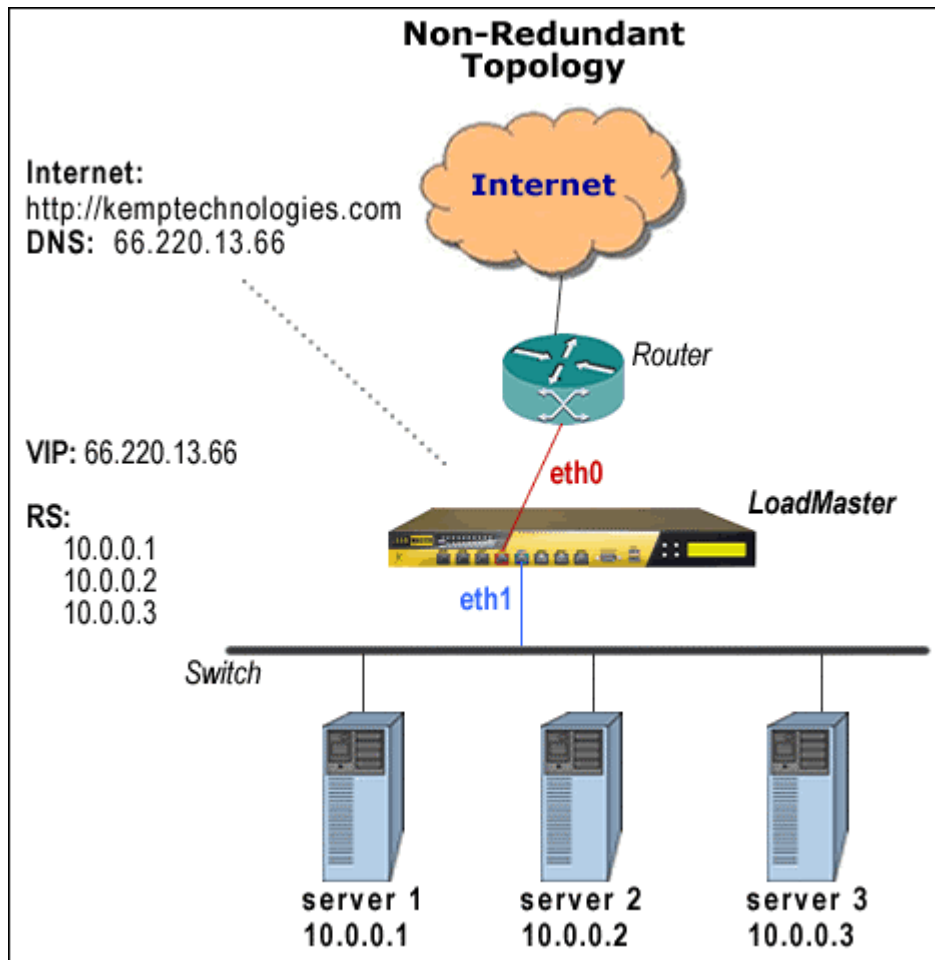 Non-Redundant
Topology
Internet
Internet:
http://kemptechnologies.com
DNS: 66.220.13.66
Router
VIP: 66.220.13.66
eth0
RS:
10.0.0.1
10.0.0.2
10.0.0.3
LoadMaster
eth1
Switch
server 1
10.0.0.1
server 2
10.0.0.2
server 3
10.0.0.3